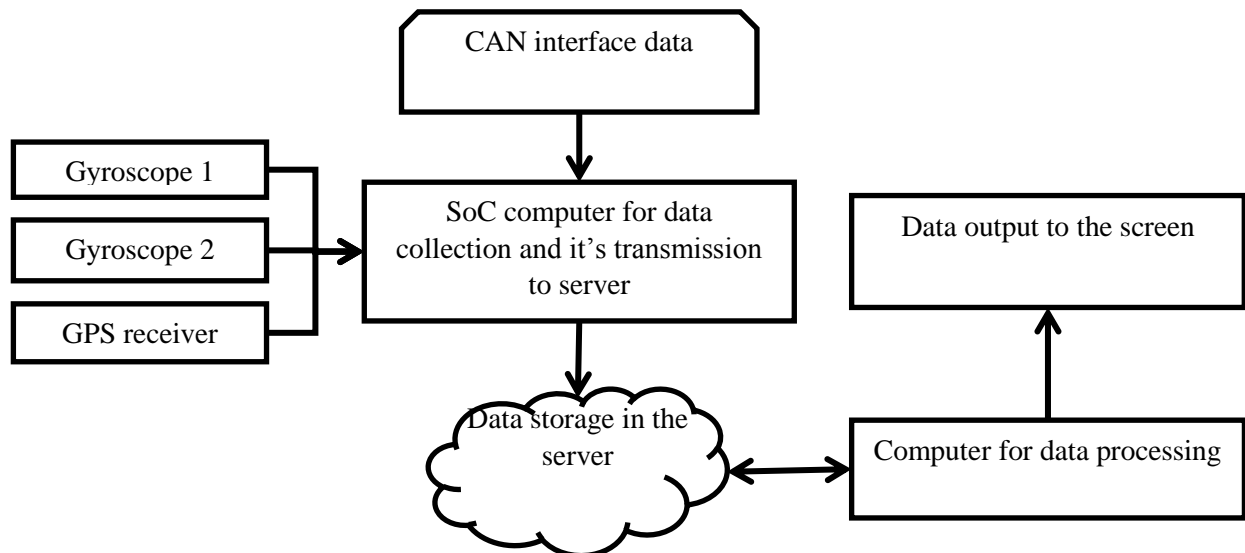 CAN interface data
Gyroscope 1
Gyroscope 2
GPS receiver
SoC computer for data
collection and it’s transmission
to server
Data output to the screen
Data storage in the
server
Computer for data processing